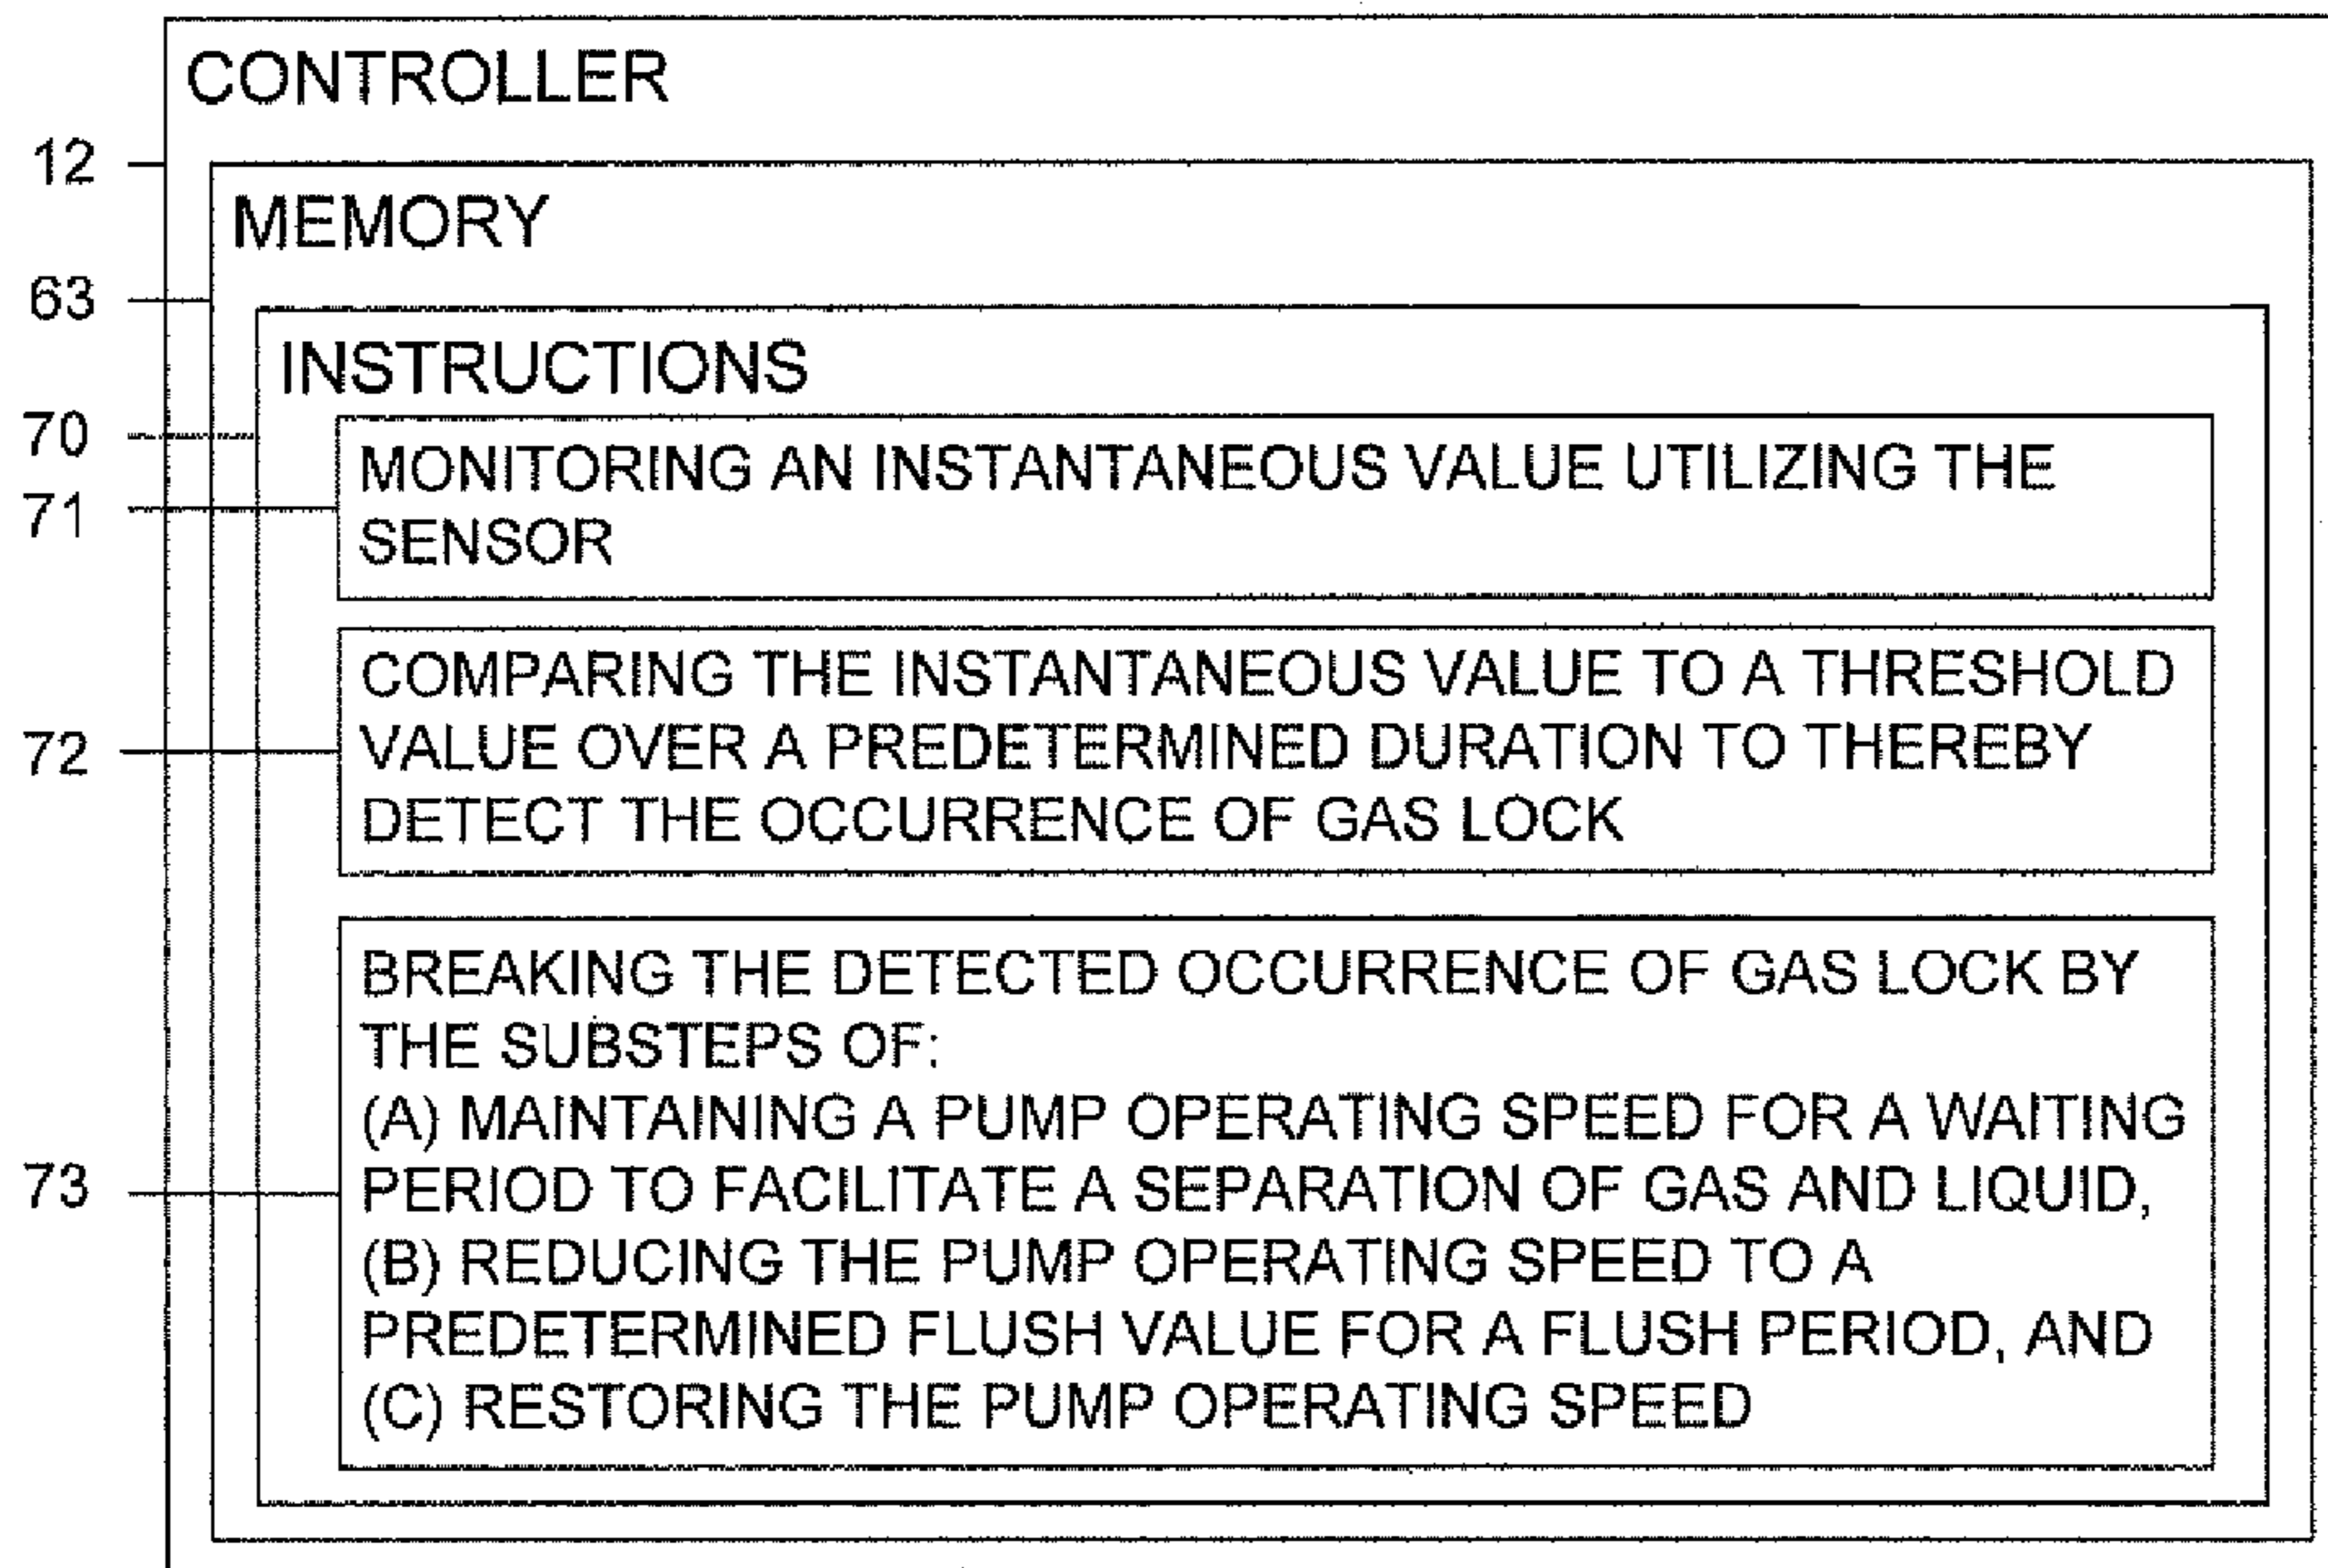 CONTROLLER
12
MEMORY
63
INSTRUCTIONS
70
MONITORING AN INSTANTANEOUS VALUE UTILIZING THE
71
SENSOR
COMPARING THE INSTANTANEOUS VALUE TO A THRESHOLD
72
VALUE OVER A PREDETERMINED DURATION TO THEREBY
DETECT THE OCCURRENCE OF GAS LOCK
BREAKING THE DETECTED OCCURRENCE OF GAS LOCK BY
THE SUBSTEPS OF:
(A) MAINTAINING A PUMP OPERATING SPEED FOR A WAITING
73
PERIOD TO FACILITATE A SEPARATION OF GAS AND LIQUID,
(B) REDUCING THE PUMP OPERATING SPEED TO A
PREDETERMINED FLUSH VALUE FOR A FLUSH PERIOD, AND
(C) RESTORING THE PUMP OPERATING SPEED